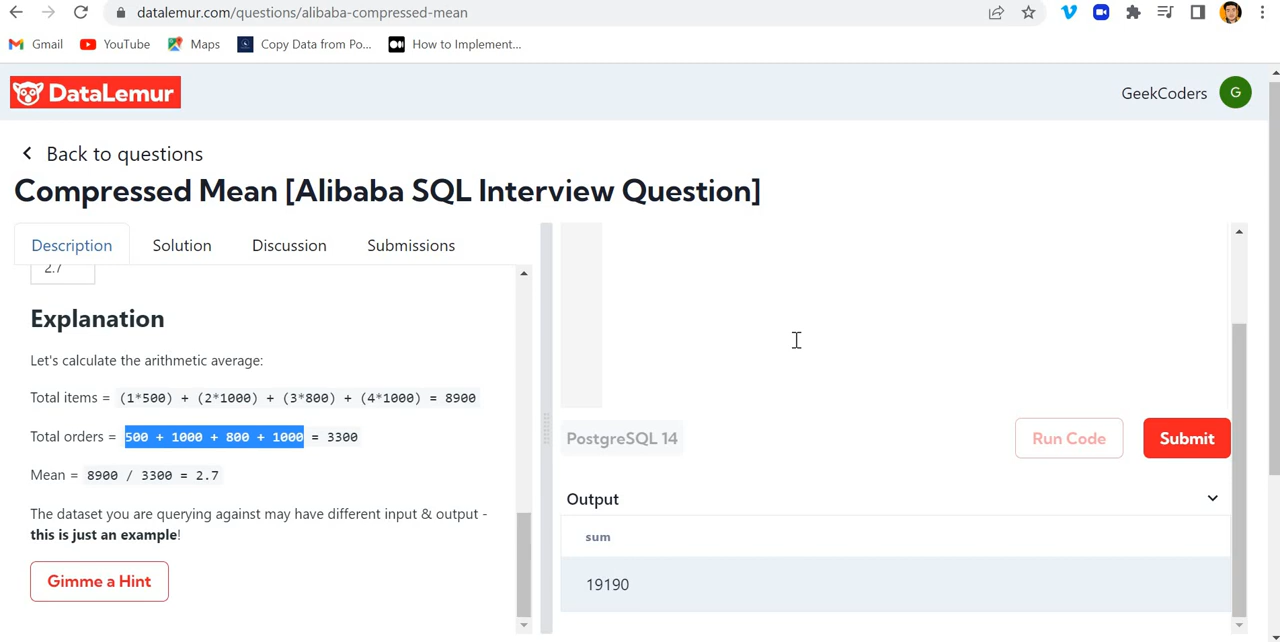 datalemur.com/questions/alibaba-compressed-mean
Gmail YouTube Maps Copy Data from Po... How to Implement...
DataLemur
GeekCoders G
Back to questions
Compressed Mean [Alibaba SQL Interview Question]
Description Solution Discussion Submissions
2.7
Explanation
Let's calculate the arithmetic average:
Total items = (1*500) + (2*1000) + (3*800) + (4*1000) = 8900
Total orders = 500 + 1000 + 800 + 1000 = 3300
Mean = 8900 / 3300 = 2.7
The dataset you are querying against may have different input & output -
this is just an example!
Gimme a Hint
PostgreSQL 14 Run Code Submit
Output
sum
19190